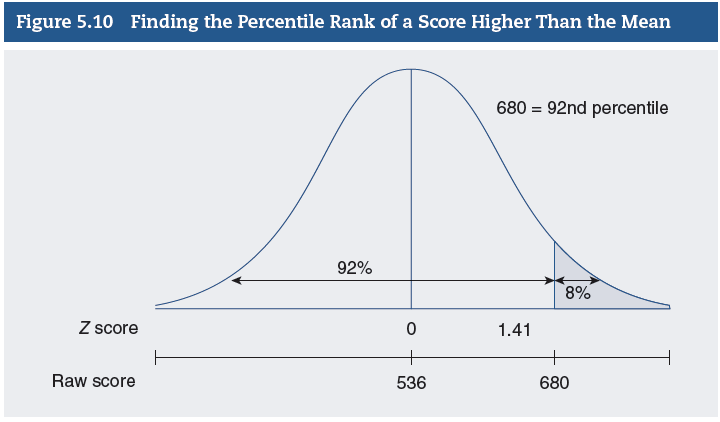 Figure 5.10 Finding the Percentile Rank of a Score Higher Than the Mean
680 = 92nd percentile
92%
8%
Z score 0 1.41
Raw score 536 680